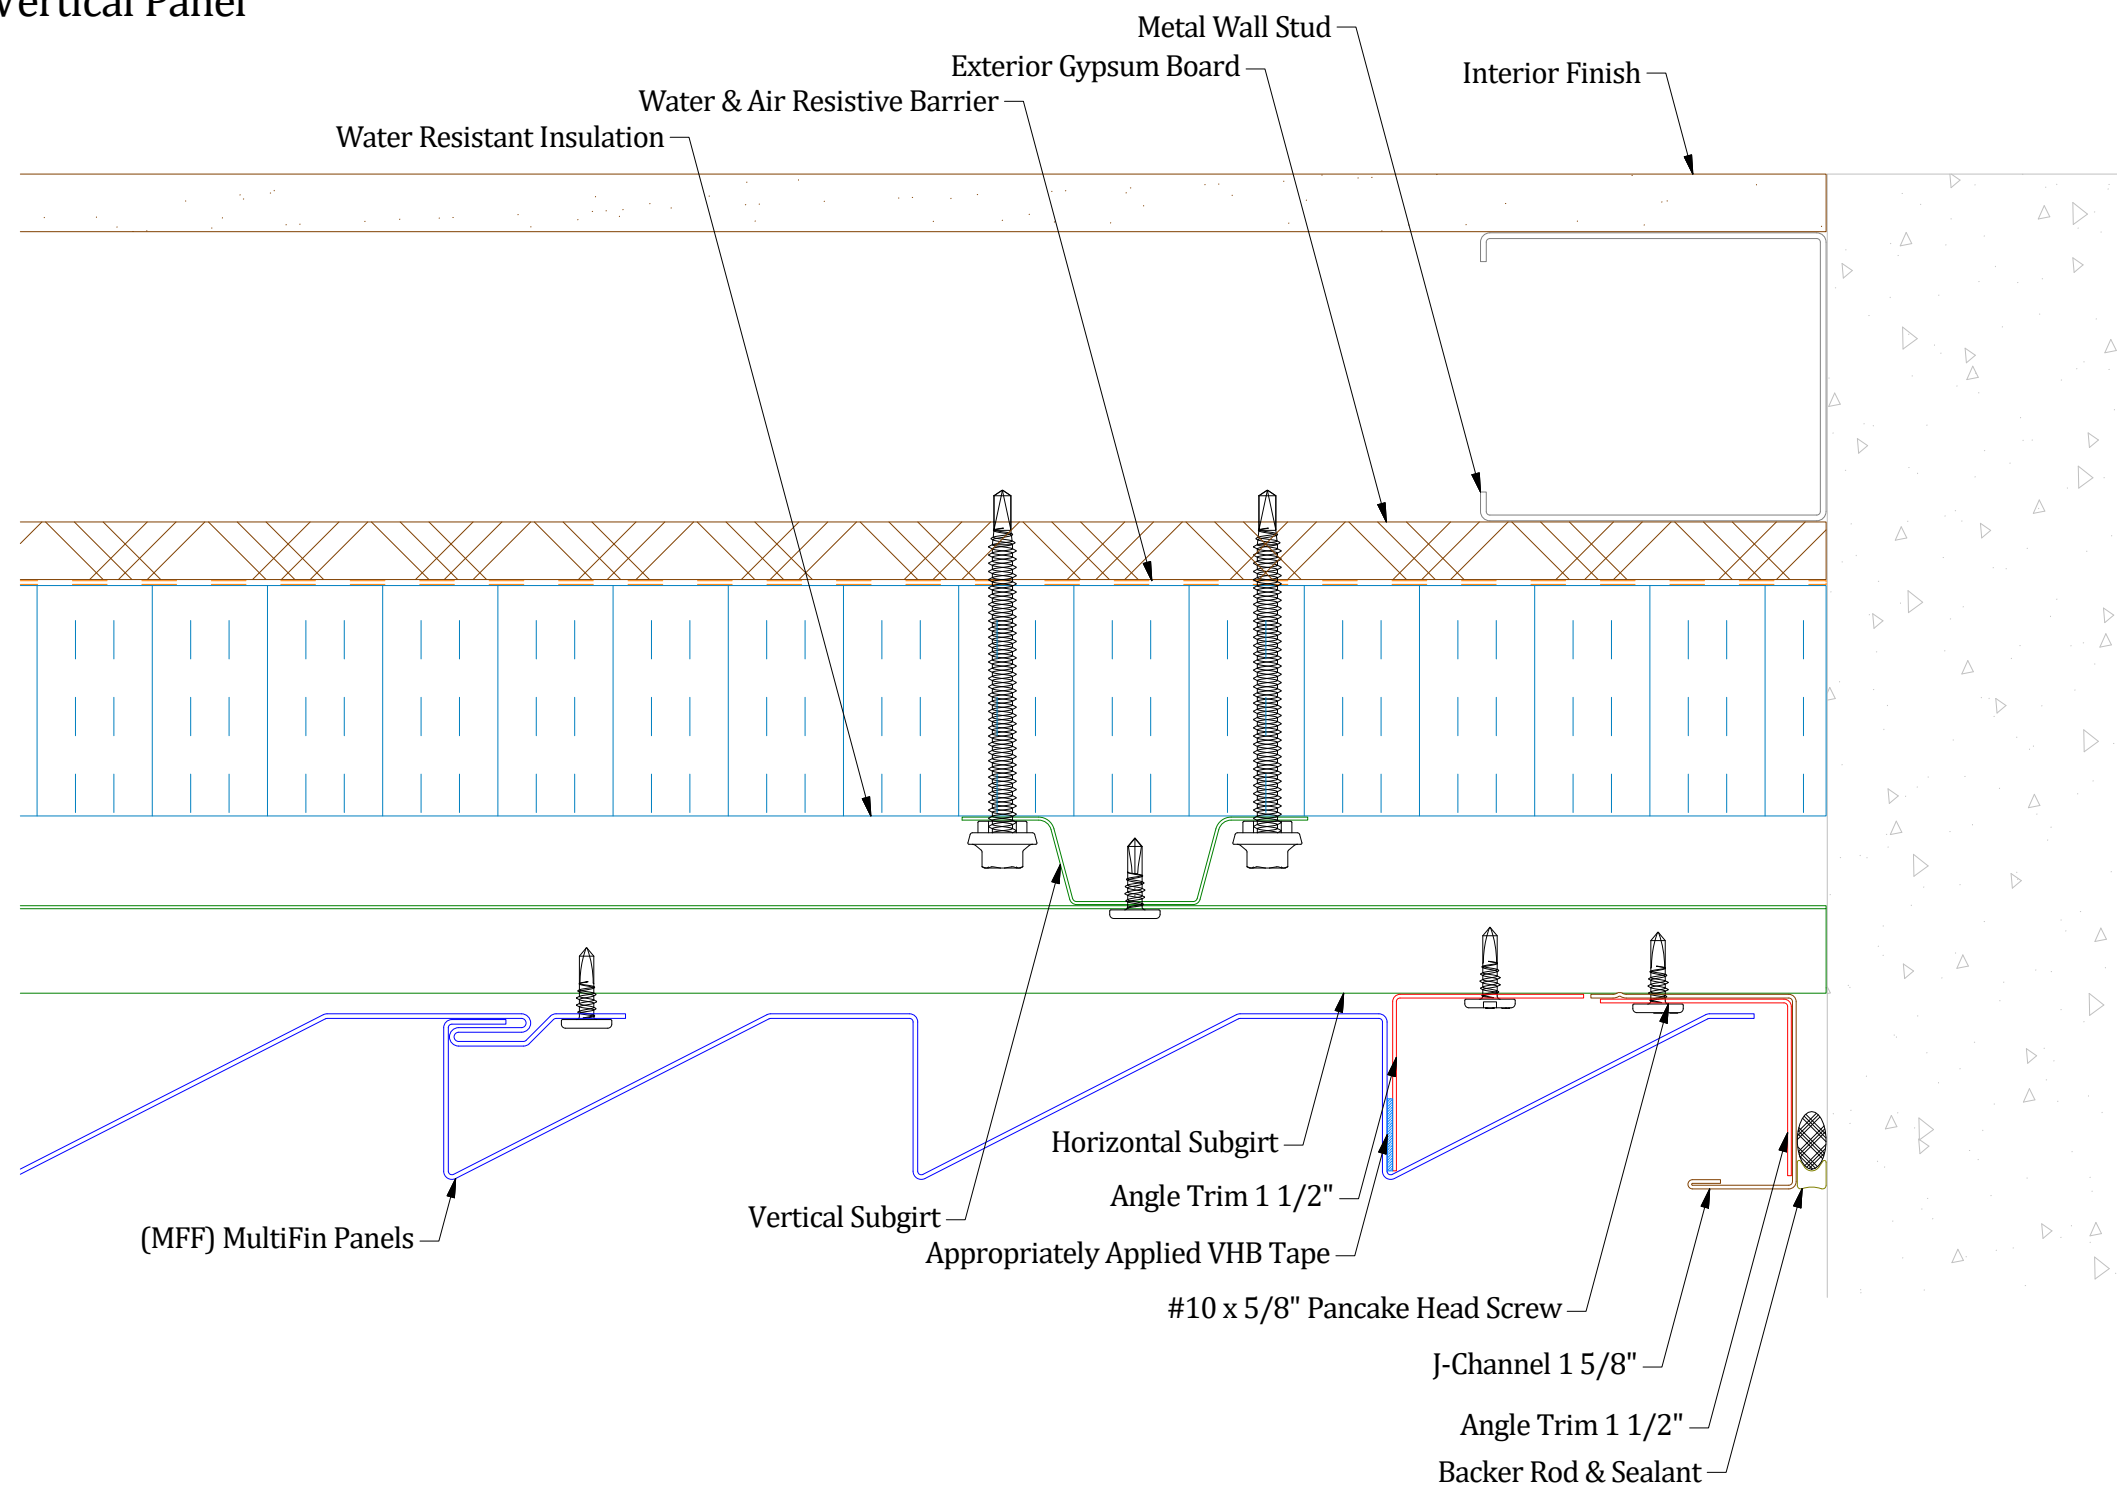 Vertical Panel
Metal Wall Stud
Exterior Gypsum Board
Interior Finish
Water & Air Resistive Barrier
Water Resistant Insulation
Horizontal Subgirt
Angle Trim 1 1/2"
Vertical Subgirt
(MFF) MultiFin Panels
Appropriately Applied VHB Tape
#10 x 5/8" Pancake Head Screw
J-Channel 1 5/8"
Angle Trim 1 1/2"
Backer Rod & Sealant